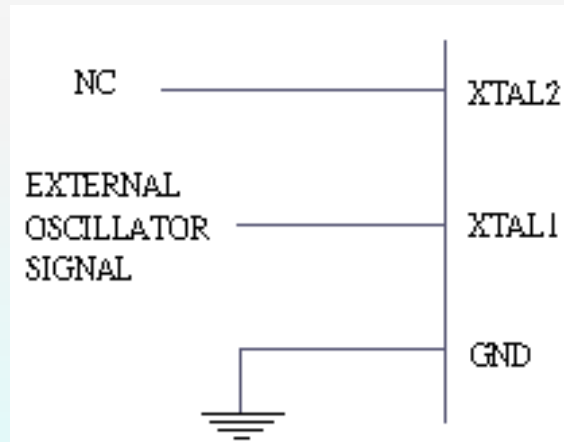 NC
XTAL2
EXTERNAL
OSCILLATOR
SIGNAL
XTAL1
GND